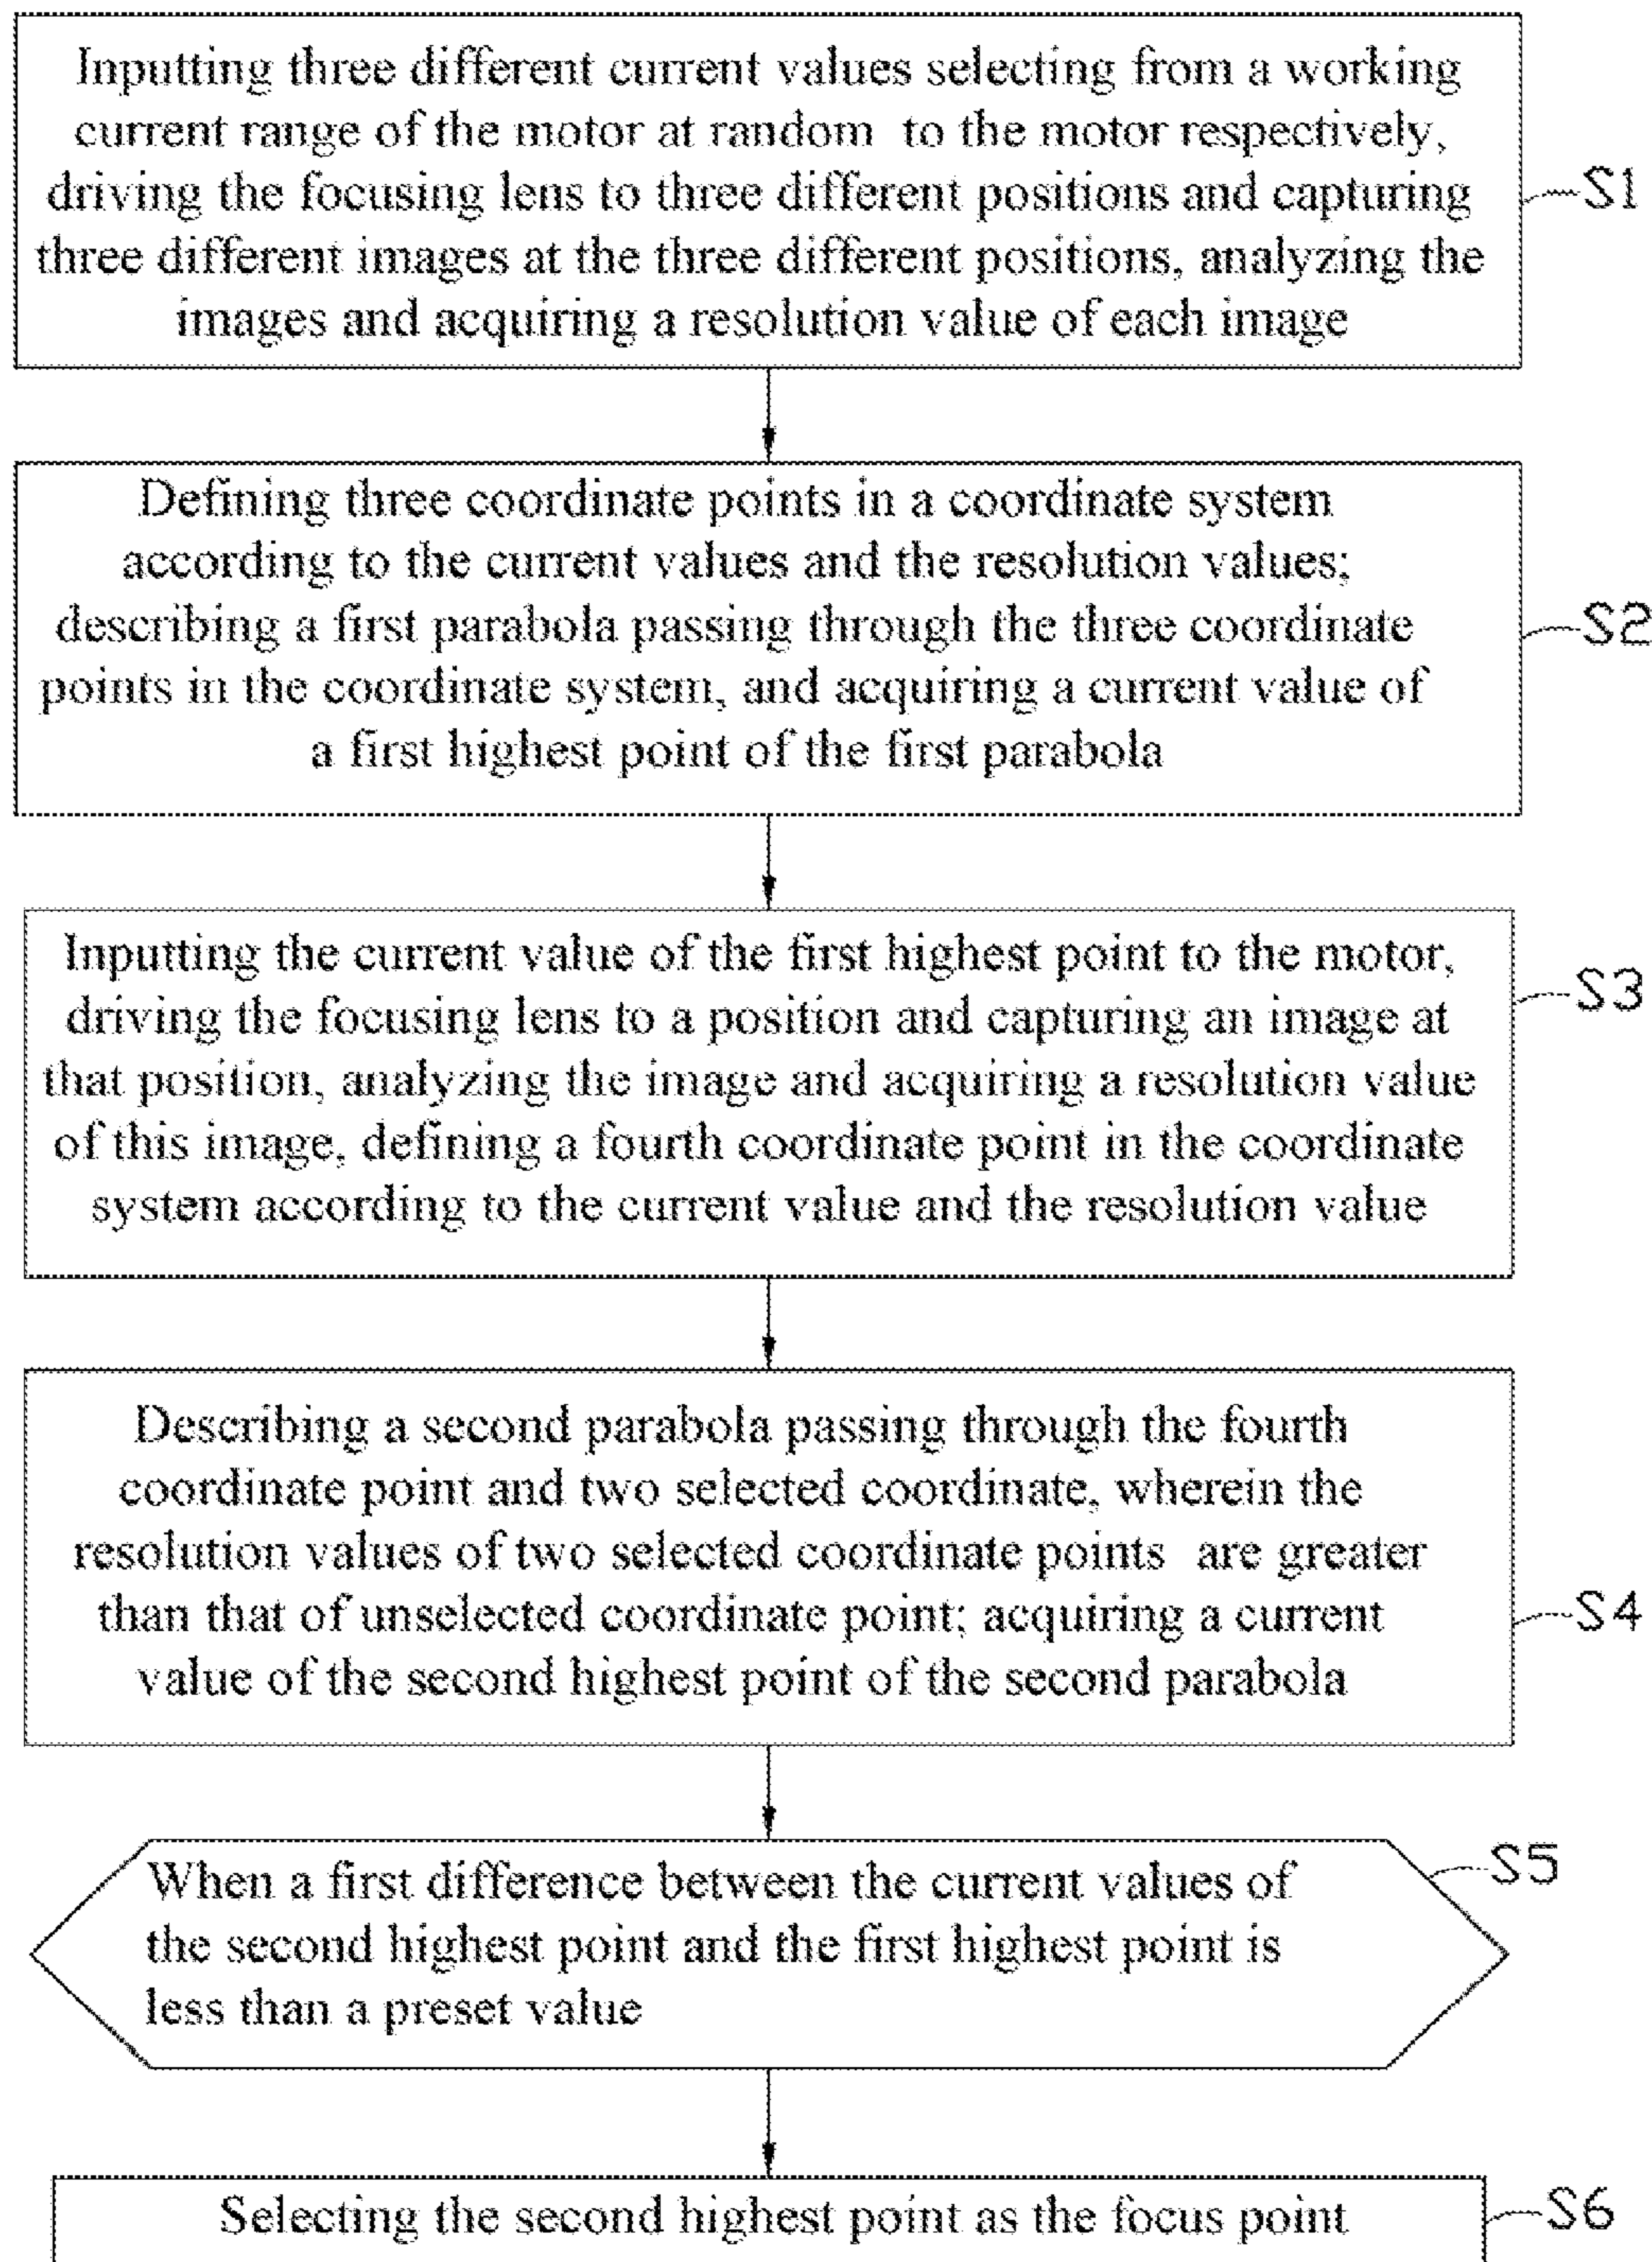 Inputting three different current values selecting from a working
current range of the motor at random to the motor respectively,
driving the focusing lens to three different positions and capturing
three different images at the three different positions, analyzing the
images and acquiring a resolution value of each image
S1
Defining three coordinate points in a coordinate system
according to the current values and the resolution values;
describing a first parabola passing through the three coordinate
points in the coordinate system, and acquiring a current value of
a first highest point of the first parabola
S2
Inputting the current value of the first highest point to the motor,
driving the focusing lens to a position and capturing an image at
that position, analyzing the image and acquiring a resolution value
of this image, defining a fourth coordinate point in the coordinate
system according to the current value and the resolution value
S3
Describing a second parabola passing through the fourth
coordinate point and two selected coordinate, wherein the
resolution values of two selected coordinate points are greater
than that of unselected coordinate point; acquiring a current
value of the second highest point of the second parabola
S4
When a first difference between the current values of
the second highest point and the first highest point is
less than a preset value
S5
Selecting the second highest point as the focus point
S6